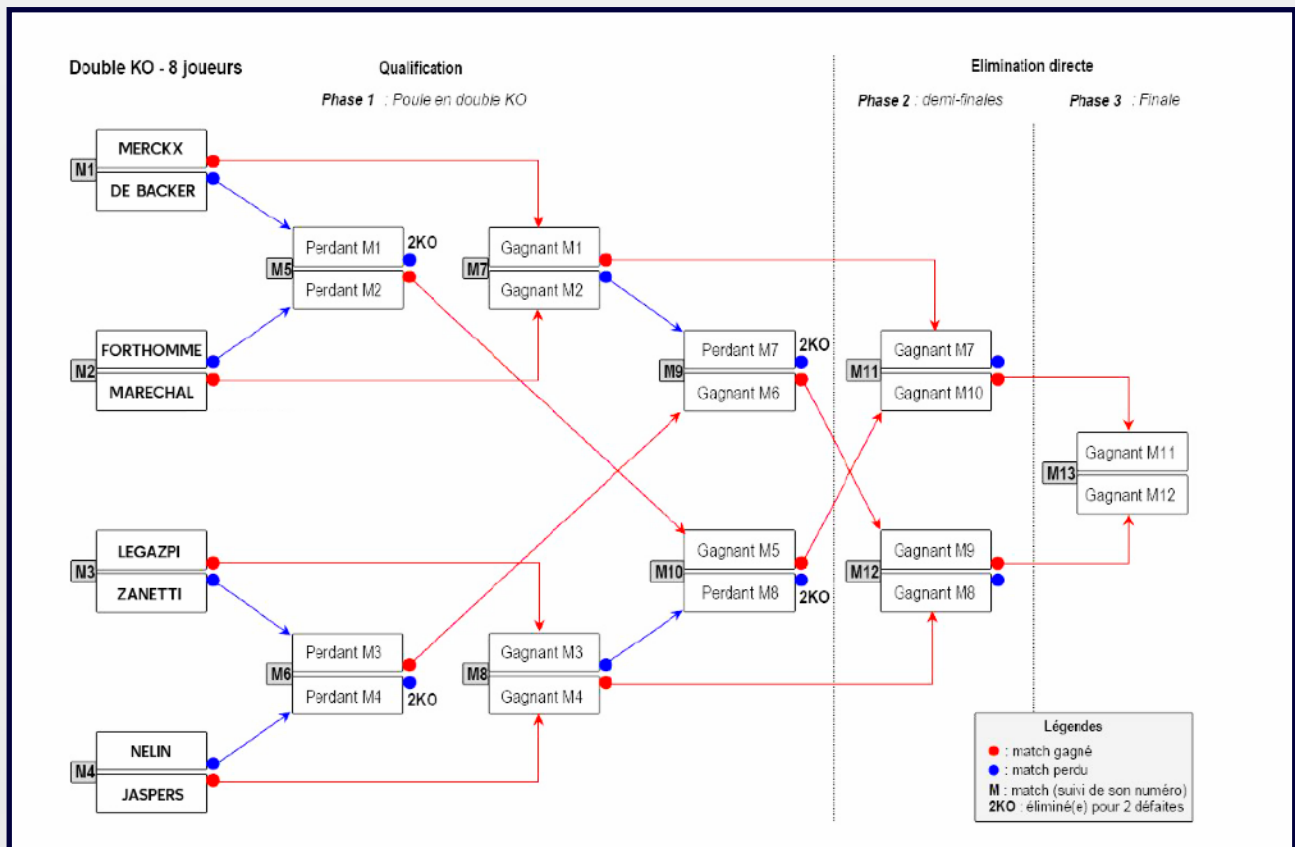 Double KO - 8 joueurs
Qualification
Elimination directe
Phase 1 : Poule en double KO
Phase 2 : demi-finales
Phase 3 : Finale
N1
MERCKX
DE BACKER
M5
Perdant M1
Perdant M2
2KO
M7
Gagnant M1
Gagnant M2
N2
FORTHOMME
MARECHAL
M9
Perdant M7
Gagnant M6
2KO
M11
Gagnant M7
Gagnant M10
M13
Gagnant M11
Gagnant M12
N3
LEGAZPI
ZANETTI
M10
Gagnant M5
Perdant M8
2KO
M12
Gagnant M9
Gagnant M8
M6
Perdant M3
Perdant M4
2KO
M8
Gagnant M3
Gagnant M4
N4
NELIN
JASPERS
Légendes
: match gagné
: match perdu
M : match (suivi de son numéro)
2KO : éliminé(e) pour 2 défaites